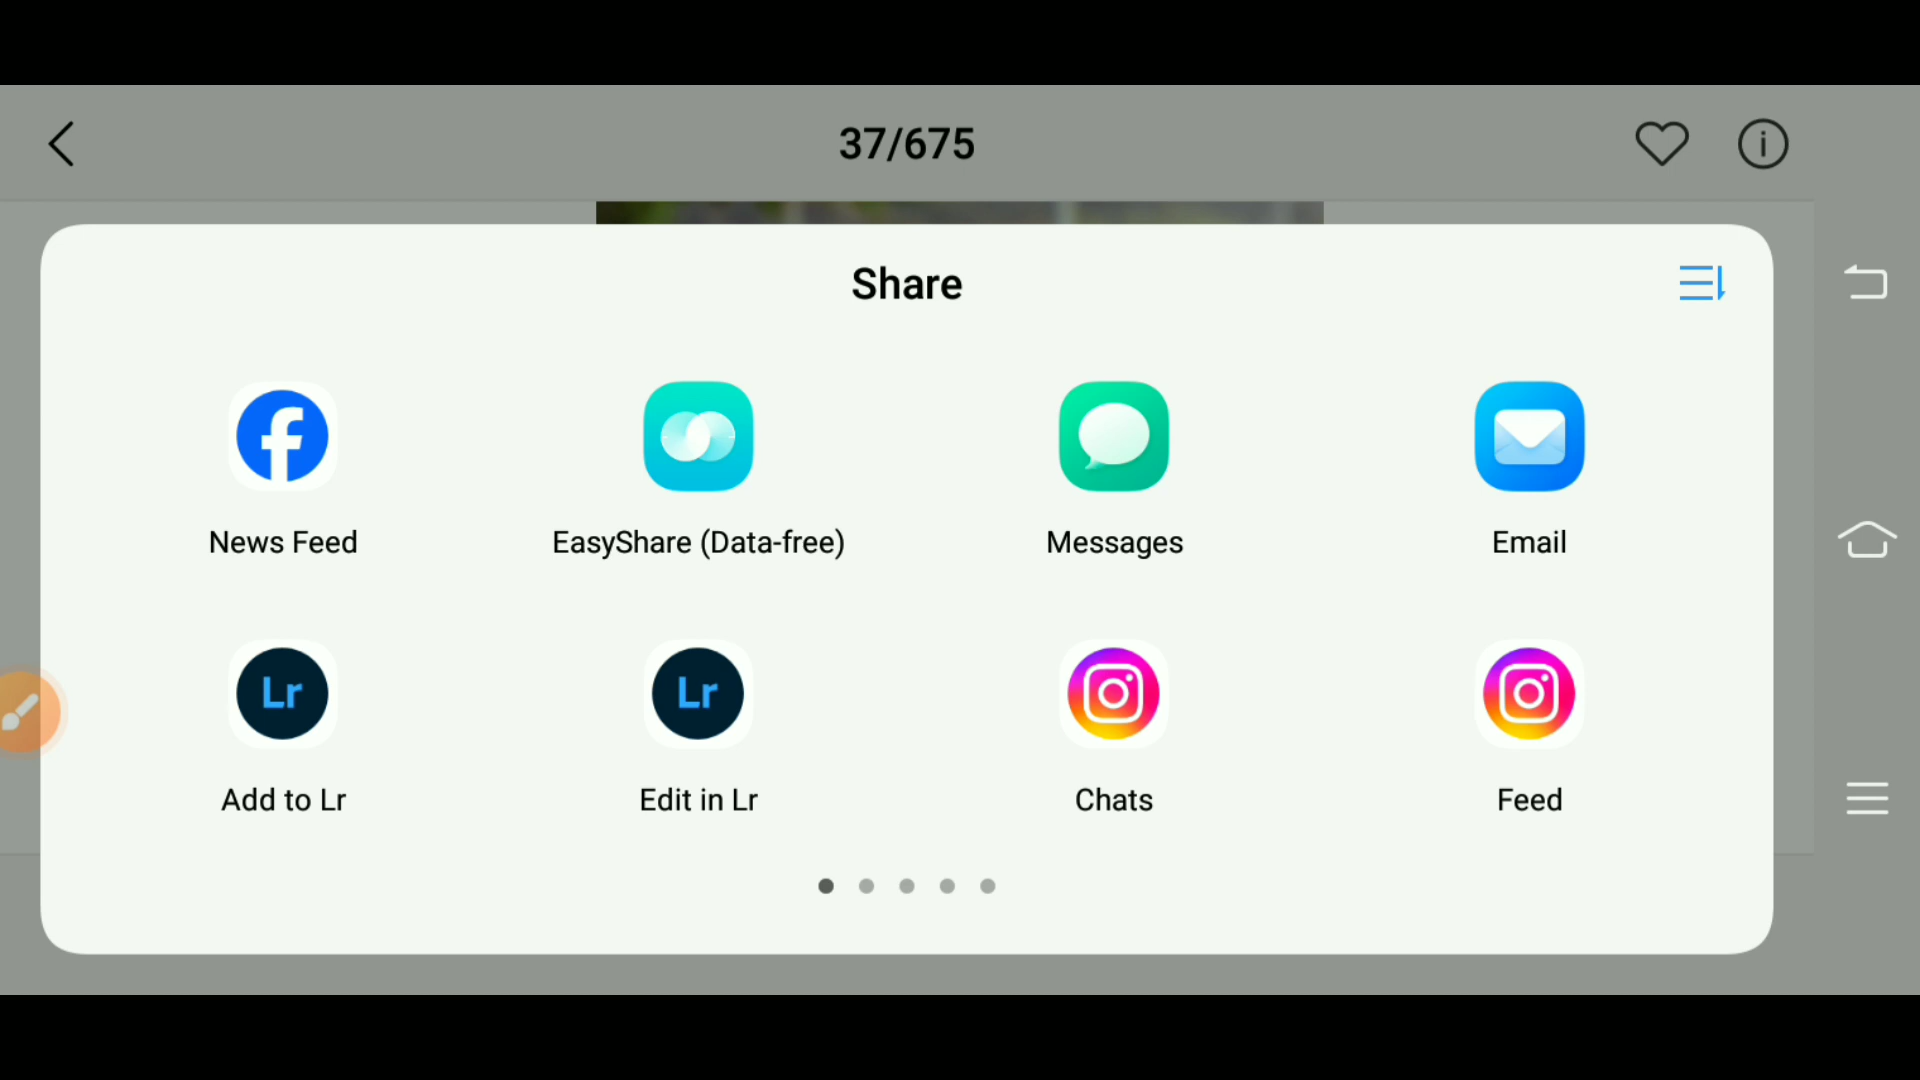 37/675
Share
News Feed
EasyShare (Data-free)
Messages
Email
Lr
Lr
Add to Lr
Edit in Lr
Chats
Feed